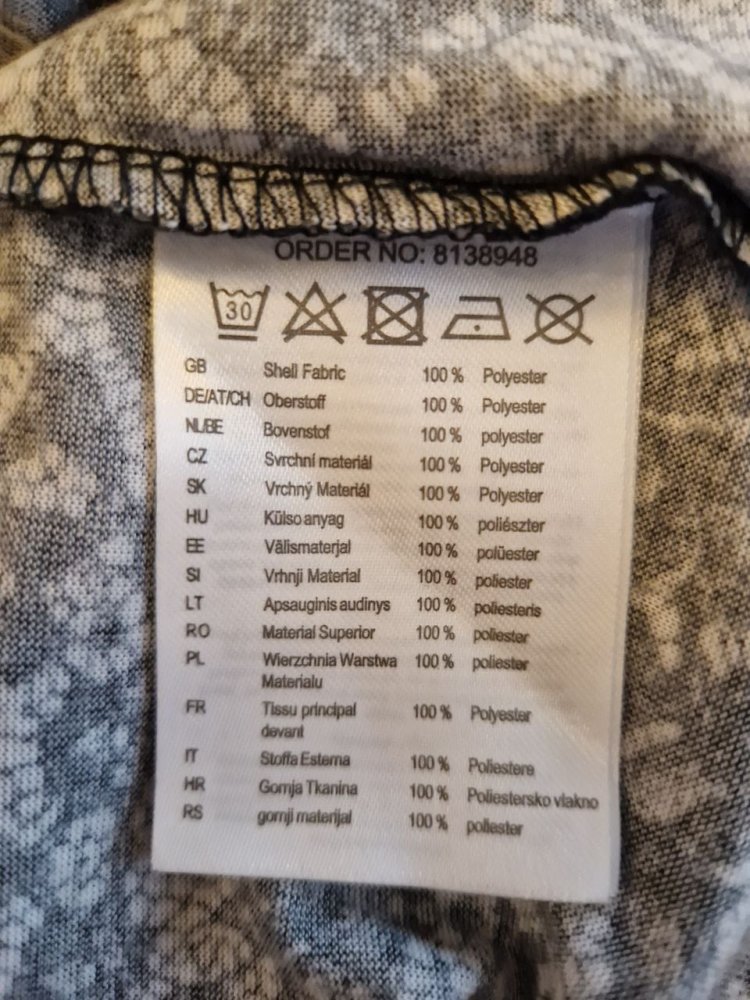 ORDER NO: 8138948
30
GB Shell Fabric 100 % Polyester
DE/AT/CH Oberstoff 100 % Polyester
NL/BE Bovenstof 100 % polyester
CZ Svrchní materiál 100 % Polyester
SK Vrchný Materiál 100 % Polyester
HU Külso anyag 100 % poliészter
EE Välismaterjal 100 % polüester
SI Vrhnji Material 100 % poliester
LT Apsauginis audinys 100 % poliesteris
RO Material Superior 100 % poliester
PL Wierzchnia Warstwa 100 % poliester
Materialu
FR Tissu principal 100 % Polyester
devant
IT Stoffa Esterna 100 % Poliestere
HR Gornja Tkanina 100 % Poliestersko vlakno
RS gornji materijal 100 % poliester